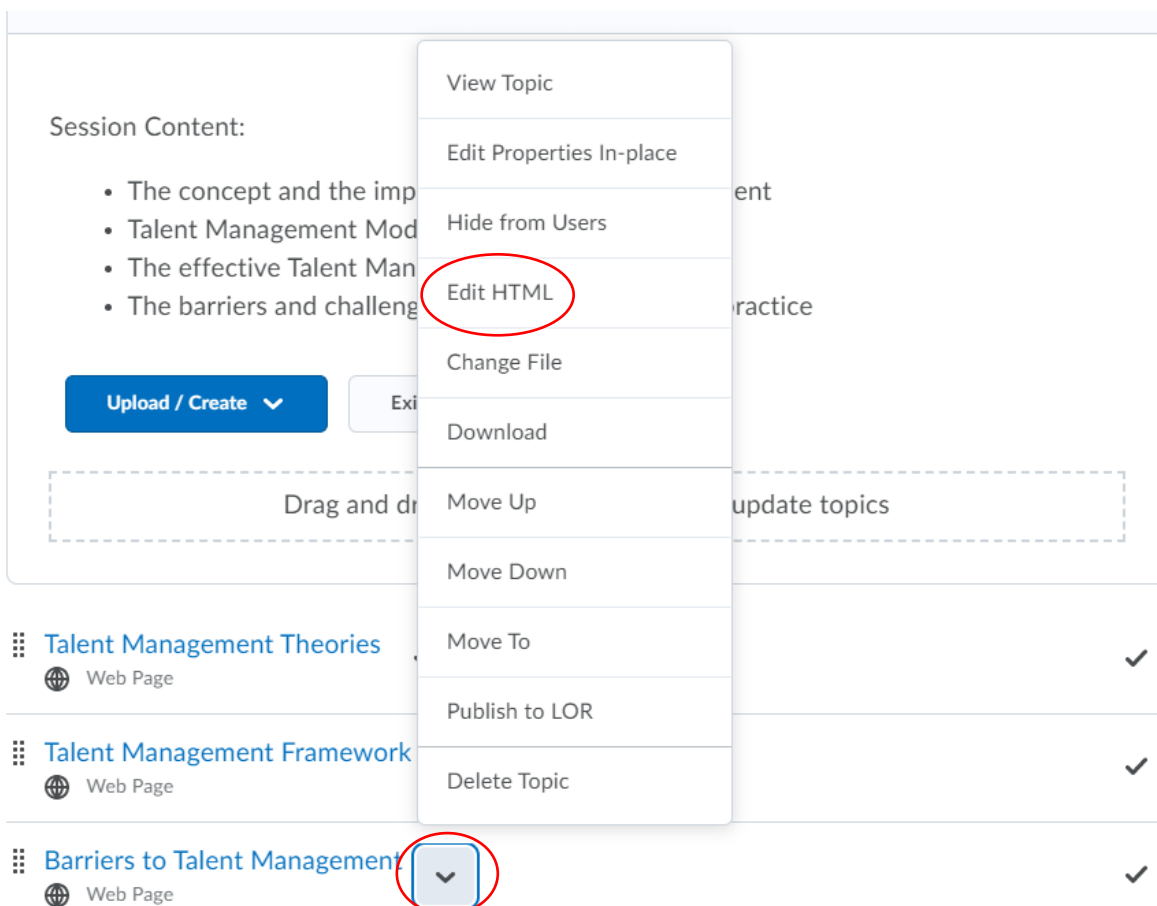 View Topic
Session Content:
Edit Properties In-place
• The concept and the imp
ent
Hide from Users
• Talent Management Mod
• The effective Talent Man
Edit HTML
• The barriers and challeng
ractice
Change File
Upload / Create
Exi
Download
Drag and dr
Move Up
update topics
Move Down
Talent Management Theories
Move To
Web Page
Publish to LOR
Talent Management Framework
Web Page
Delete Topic
Barriers to Talent Management
Web Page